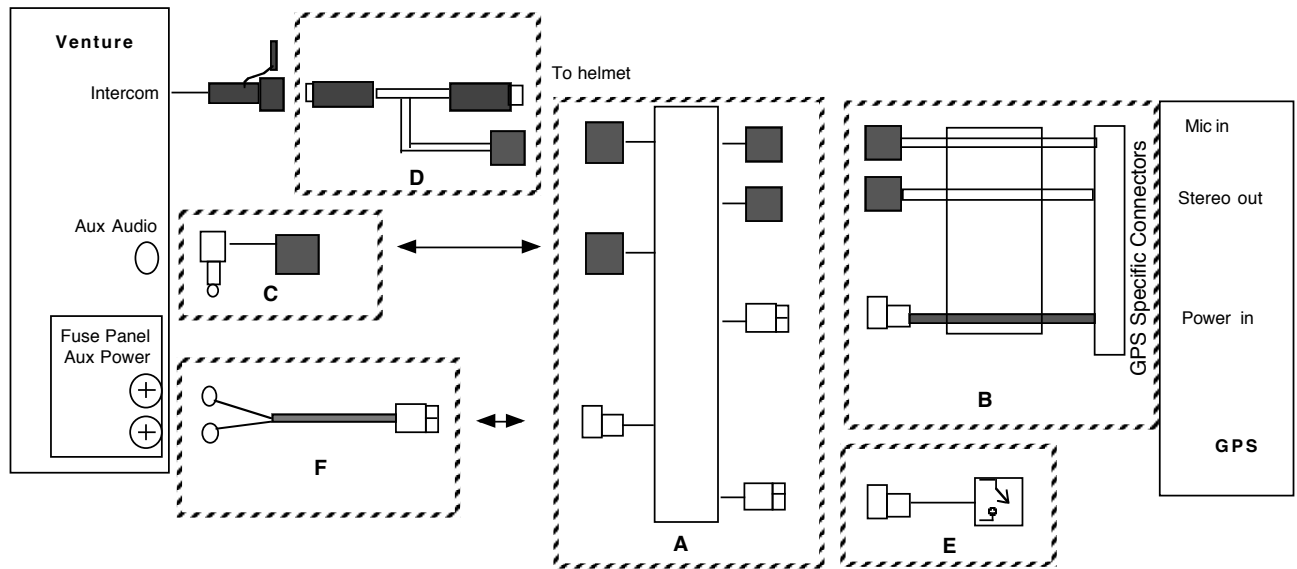 Venture
Intercom
Aux Audio
Fuse Panel
Aux Power
D
C
F
To helmet
A
B
GPS Specific Connectors
E
Mic in
Stereo out
Power in
GPS